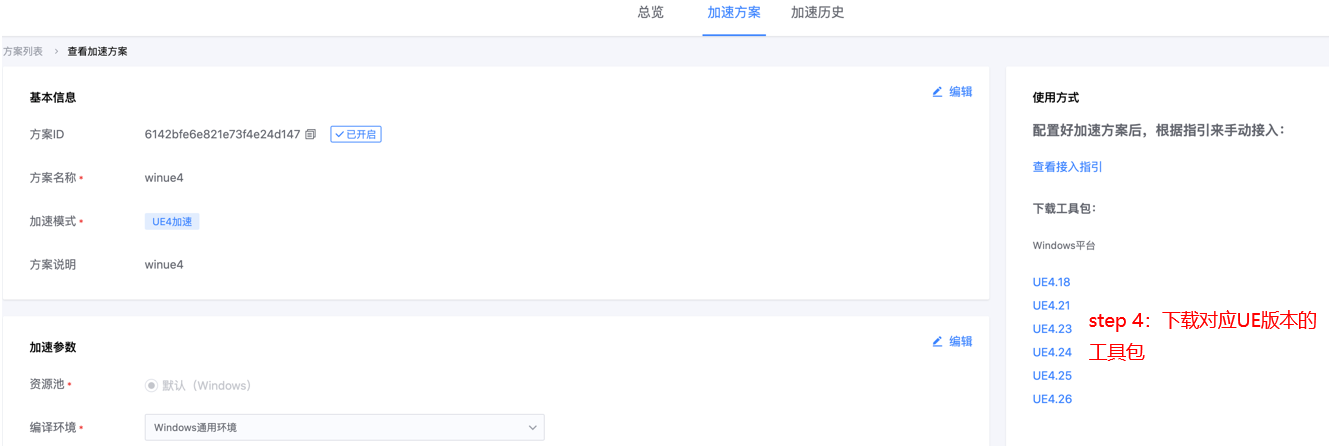 总览 加速方案 加速历史
方案列表 > 查看加速方案
基本信息
编辑
方案ID 6142bfe6e821e73f4e24d147 已开启
方案名称 winue4
加速模式 UE4加速
方案说明 winue4
加速参数
编辑
资源池 默认（Windows）
编译环境 Windows通用环境
使用方式
配置好加速方案后，根据指引来手动接入：
查看接入指引
下载工具包：
Windows平台
UE4.18
UE4.21
UE4.23
UE4.24
UE4.25
UE4.26
step 4：下载对应UE版本的
工具包